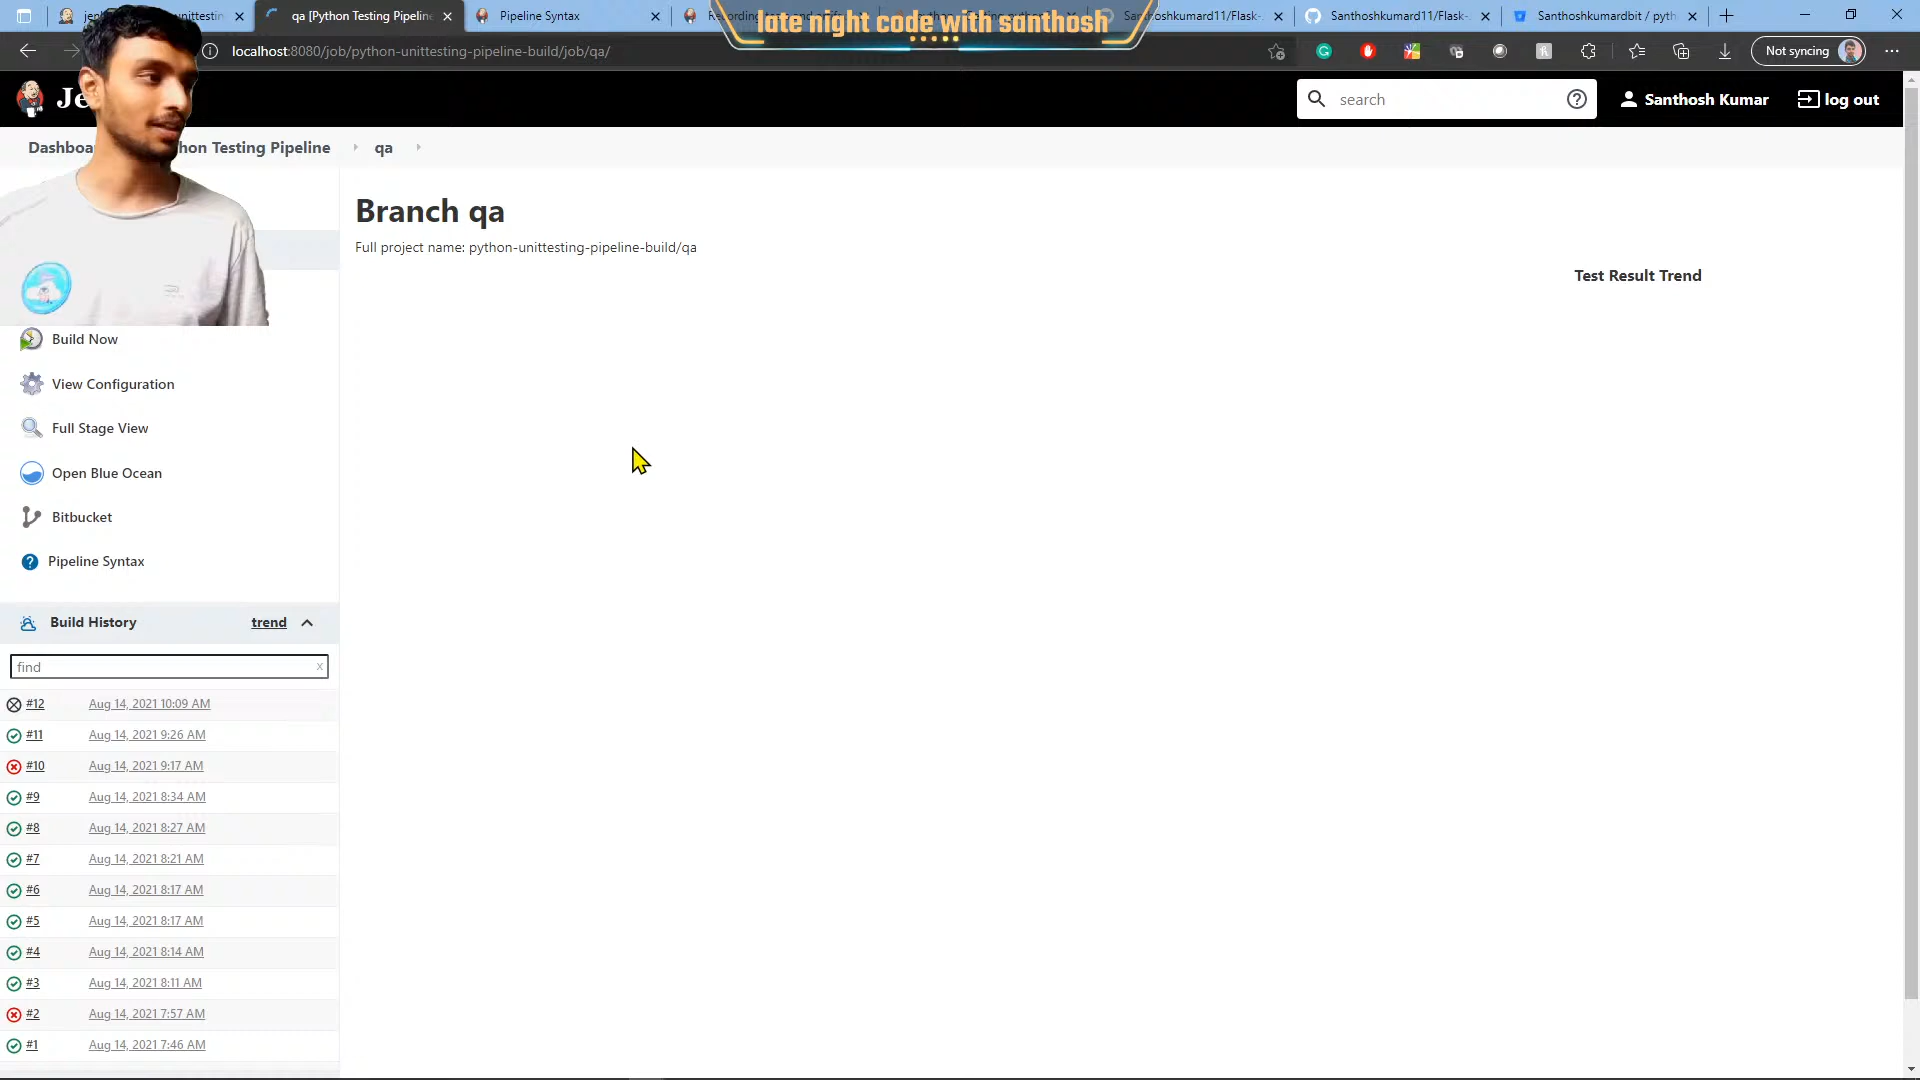 qa [Python Testing Pipeline
Pipeline Syntax
late night code with santhosh
Santhoshkumard11/Flask-
Santhoshkumard11/Flask-
Santhoshkumardbit / pyth
localhost:8080/job/python-unittesting-pipeline-build/job/qa/
Not syncing
Je
search
Santhosh Kumar
log out
Dashboa
hon Testing Pipeline
qa
Branch qa
Full project name: python-unittesting-pipeline-build/qa
Test Result Trend
Build Now
View Configuration
Full Stage View
Open Blue Ocean
Bitbucket
Pipeline Syntax
Build History
trend
find
x
#12 Aug 14, 2021 10:09 AM
#11 Aug 14, 2021 9:26 AM
#10 Aug 14, 2021 9:17 AM
#9 Aug 14, 2021 8:34 AM
#8 Aug 14, 2021 8:27 AM
#7 Aug 14, 2021 8:21 AM
#6 Aug 14, 2021 8:17 AM
#5 Aug 14, 2021 8:17 AM
#4 Aug 14, 2021 8:14 AM
#3 Aug 14, 2021 8:11 AM
#2 Aug 14, 2021 7:57 AM
#1 Aug 14, 2021 7:46 AM